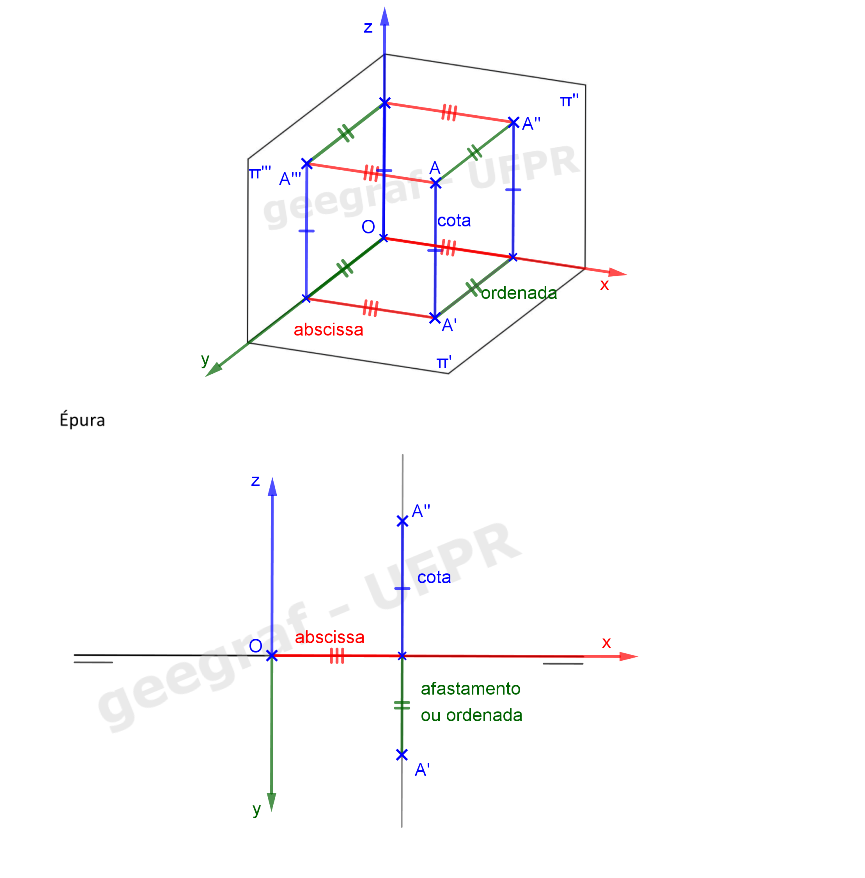 z
π''
A''
π'''
A'''
A
geegraf - UFPR
O
cota
x
ordenada
abscissa
A'
y
π'
Épura
z
A''
geegraf - UFPR
cota
O
abscissa
x
afastamento
ou ordenada
A'
y